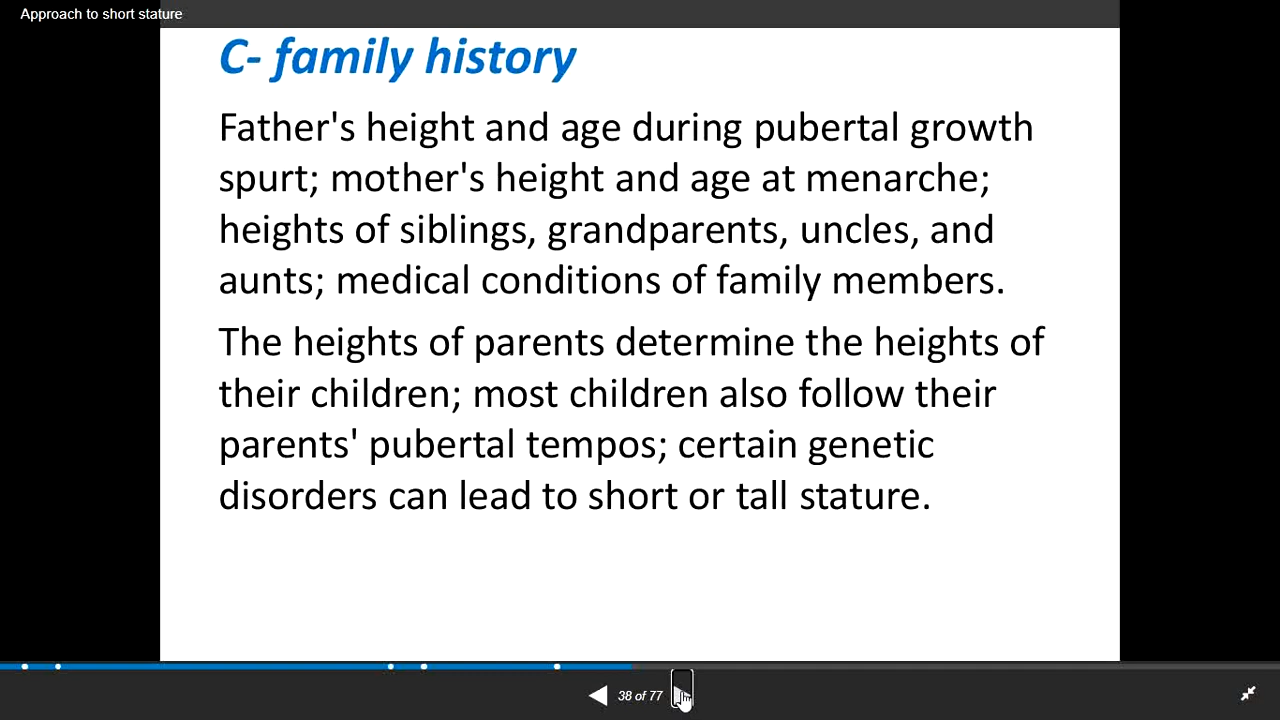 Approach to short stature
C- family history
Father's height and age during pubertal growth
spurt; mother's height and age at menarche;
heights of siblings, grandparents, uncles, and
aunts; medical conditions of family members.
The heights of parents determine the heights of
their children; most children also follow their
parents' pubertal tempos; certain genetic
disorders can lead to short or tall stature.
38 of 77